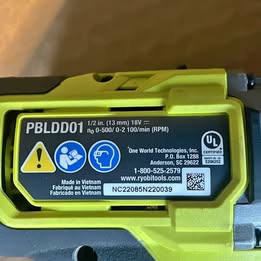 PBLDD01
1/2 in. (13 mm) 18V ⎓
n₀ 0-500/ 0-2 100/min (RPM)
One World Technologies, Inc.
P.O. Box 1288
Anderson, SC 29622
1-800-525-2579
www.ryobitools.com
Made in Vietnam
Fabriqué au Vietnam
Fabricado en Vietnam
NC22085N220039
UL
CERTIFIED